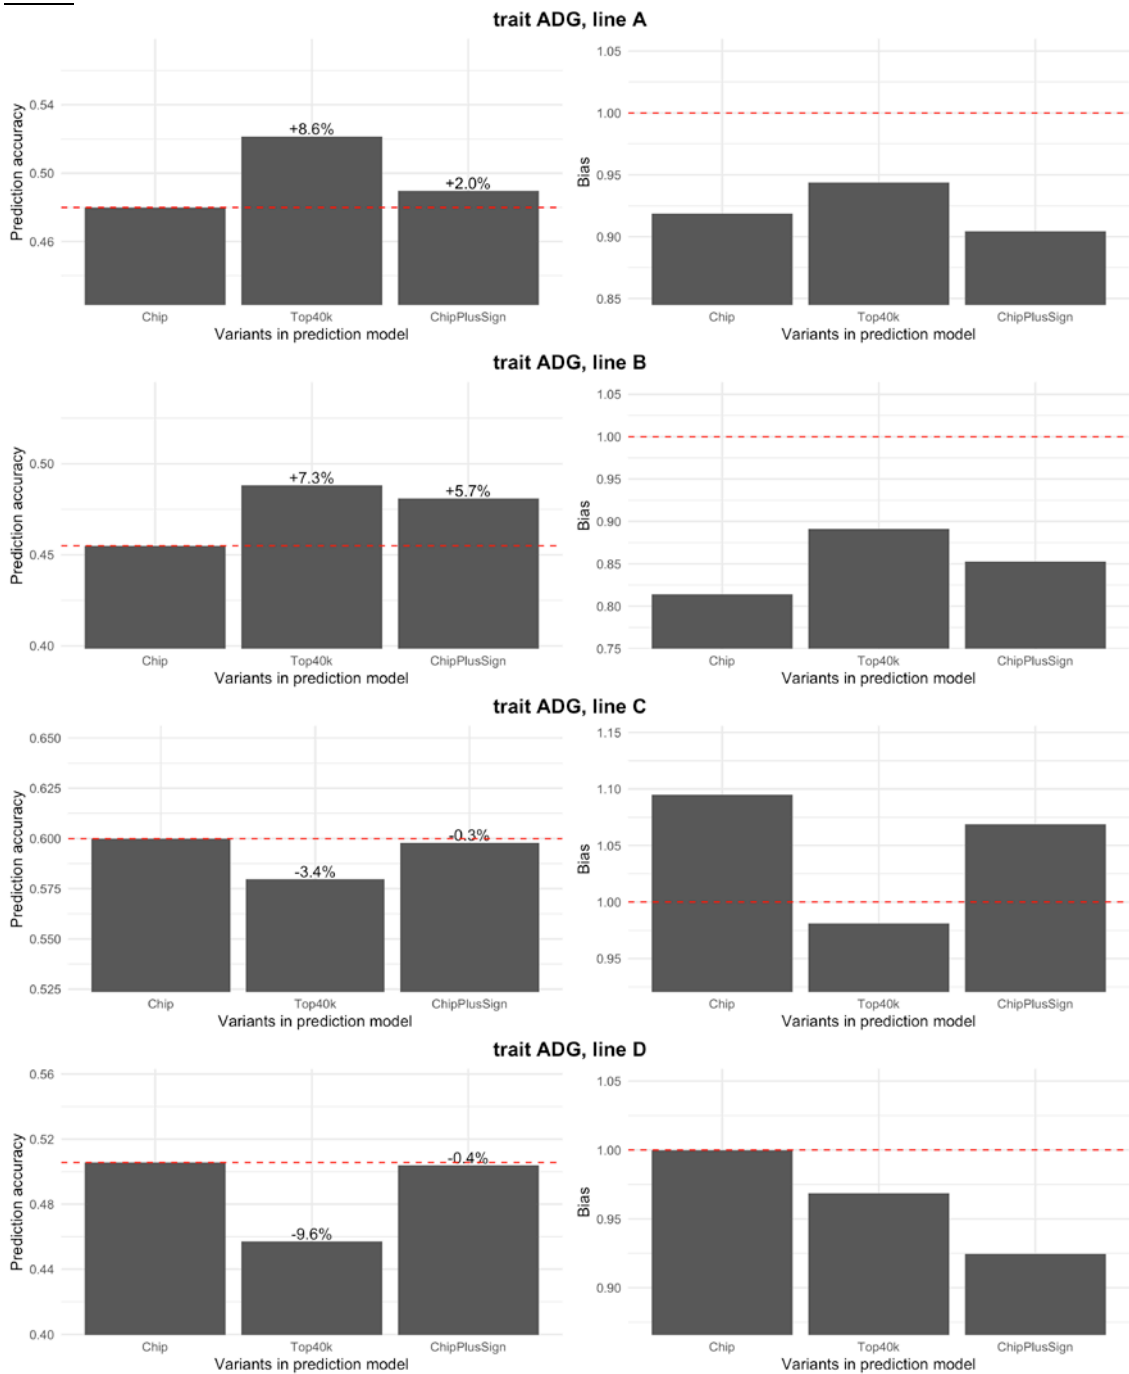 trait ADG, line A
Prediction accuracy
0.54
0.50
0.46
+8.6%
+2.0%
Chip Top40k ChipPlusSign
Variants in prediction model
Bias
1.05
1.00
0.95
0.90
0.85
Chip Top40k ChipPlusSign
Variants in prediction model
trait ADG, line B
Prediction accuracy
0.50
0.45
0.40
+7.3%
+5.7%
Chip Top40k ChipPlusSign
Variants in prediction model
Bias
1.05
1.00
0.95
0.90
0.85
0.80
0.75
Chip Top40k ChipPlusSign
Variants in prediction model
trait ADG, line C
Prediction accuracy
0.650
0.625
0.600
0.575
0.550
0.525
-3.4%
-0.3%
Chip Top40k ChipPlusSign
Variants in prediction model
Bias
1.15
1.10
1.05
1.00
0.95
Chip Top40k ChipPlusSign
Variants in prediction model
trait ADG, line D
Prediction accuracy
0.56
0.52
0.48
0.44
0.40
-9.6%
-0.4%
Chip Top40k ChipPlusSign
Variants in prediction model
Bias
1.05
1.00
0.95
0.90
Chip Top40k ChipPlusSign
Variants in prediction model